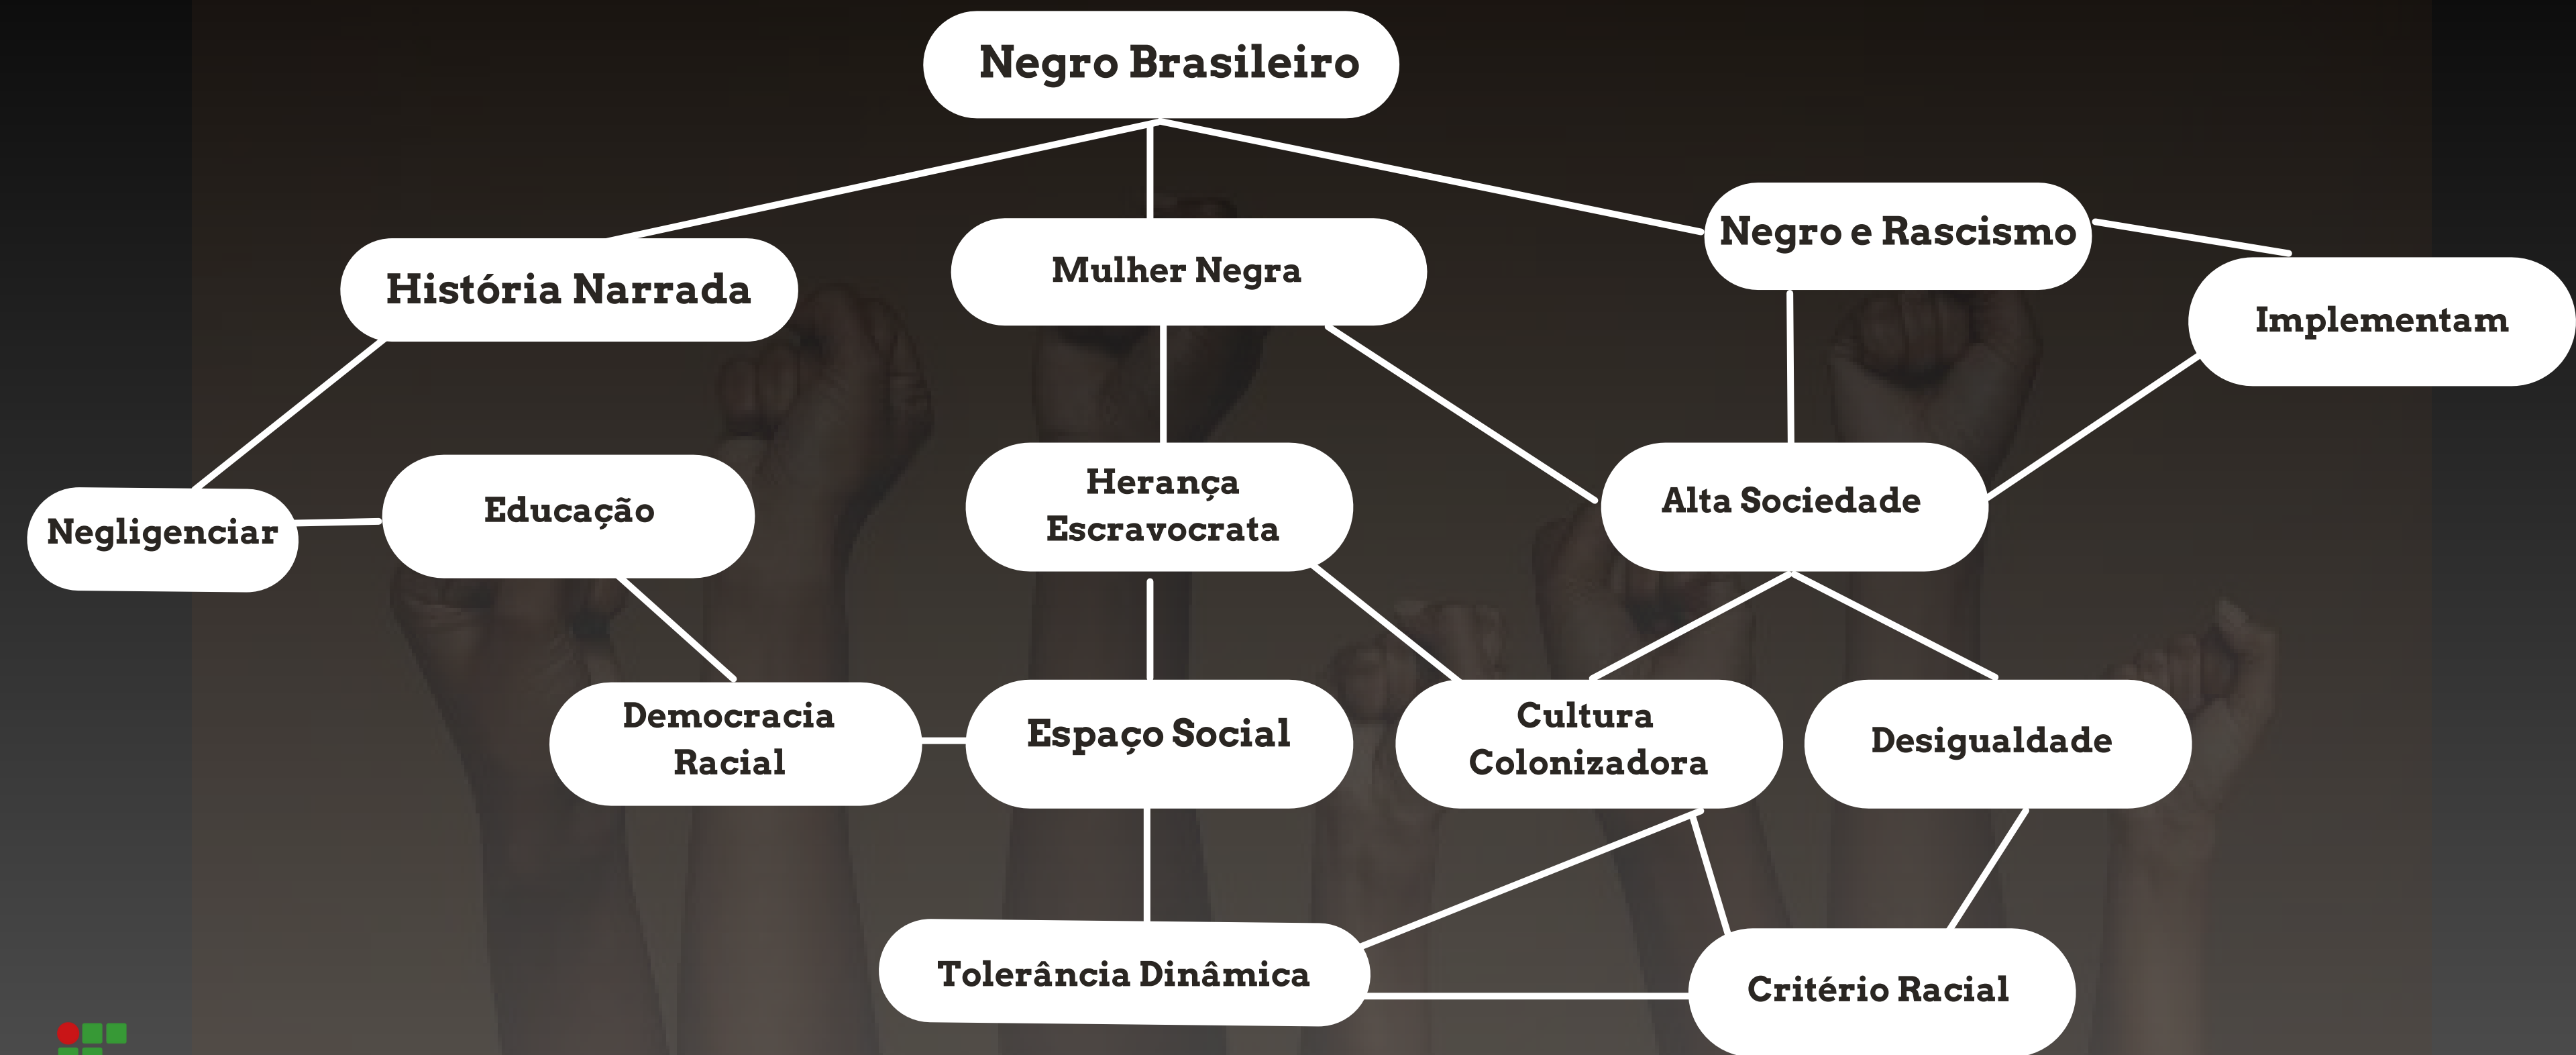 Negro Brasileiro
Negro e Rascismo
Mulher Negra
História Narrada
Implementam
Herança
Escravocrata
Alta Sociedade
Educação
Negligenciar
Democracia
Racial
Espaço Social
Cultura
Colonizadora
Desigualdade
Tolerância Dinâmica
Critério Racial